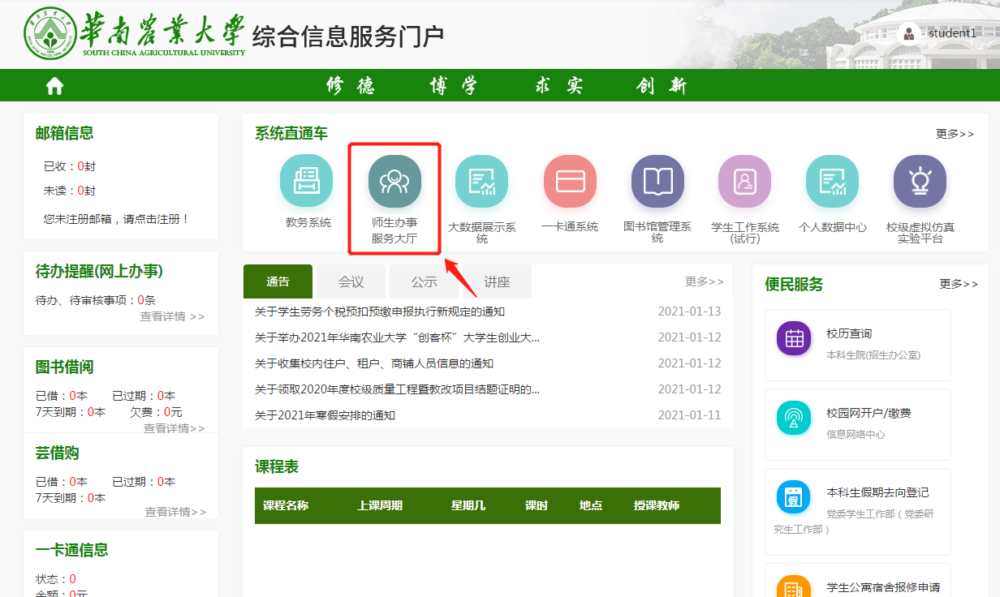 華南農業大學
SOUTH CHINA AGRICULTURAL UNIVERSITY
综合信息服务门户
student1
修德 博学 求实 创新
邮箱信息
已收：0封
未读：0封
您未注册邮箱，请点击注册！
待办提醒(网上办事)
待办、待审核事项：0条
查看详情 >>
图书借阅
已借：0本 已过期：0本
7天到期：0本 欠费：0元
查看详情>>
芸借购
已借：0本 已过期：0本
7天到期：0本
查看详情>>
一卡通信息
状态：0
余额：0元
系统直通车
更多>>
教务系统
师生办事
服务大厅
大数据展示系
统
一卡通系统
图书馆管理系
统
学生工作系统
(试行)
个人数据中心
校级虚拟仿真
实验平台
通告 会议 公示 讲座
更多>>
关于学生劳务个税预扣预缴申报执行新规定的通知 2021-01-13
关于举办2021年华南农业大学“创客杯”大学生创业大... 2021-01-12
关于收集校内住户、租户、商铺人员信息的通知 2021-01-12
关于领取2020年度校级质量工程暨教改项目结题证明的... 2021-01-12
关于2021年寒假安排的通知 2021-01-11
课程表
课程名称 上课周期 星期几 课时 地点 授课教师
便民服务
更多>>
校历查询
本科生院(招生办公室)
校园网开户/缴费
信息网络中心
假
本科生假期去向登记
党委学生工作部（党委研
究生工作部）
学生公寓宿舍报修申请